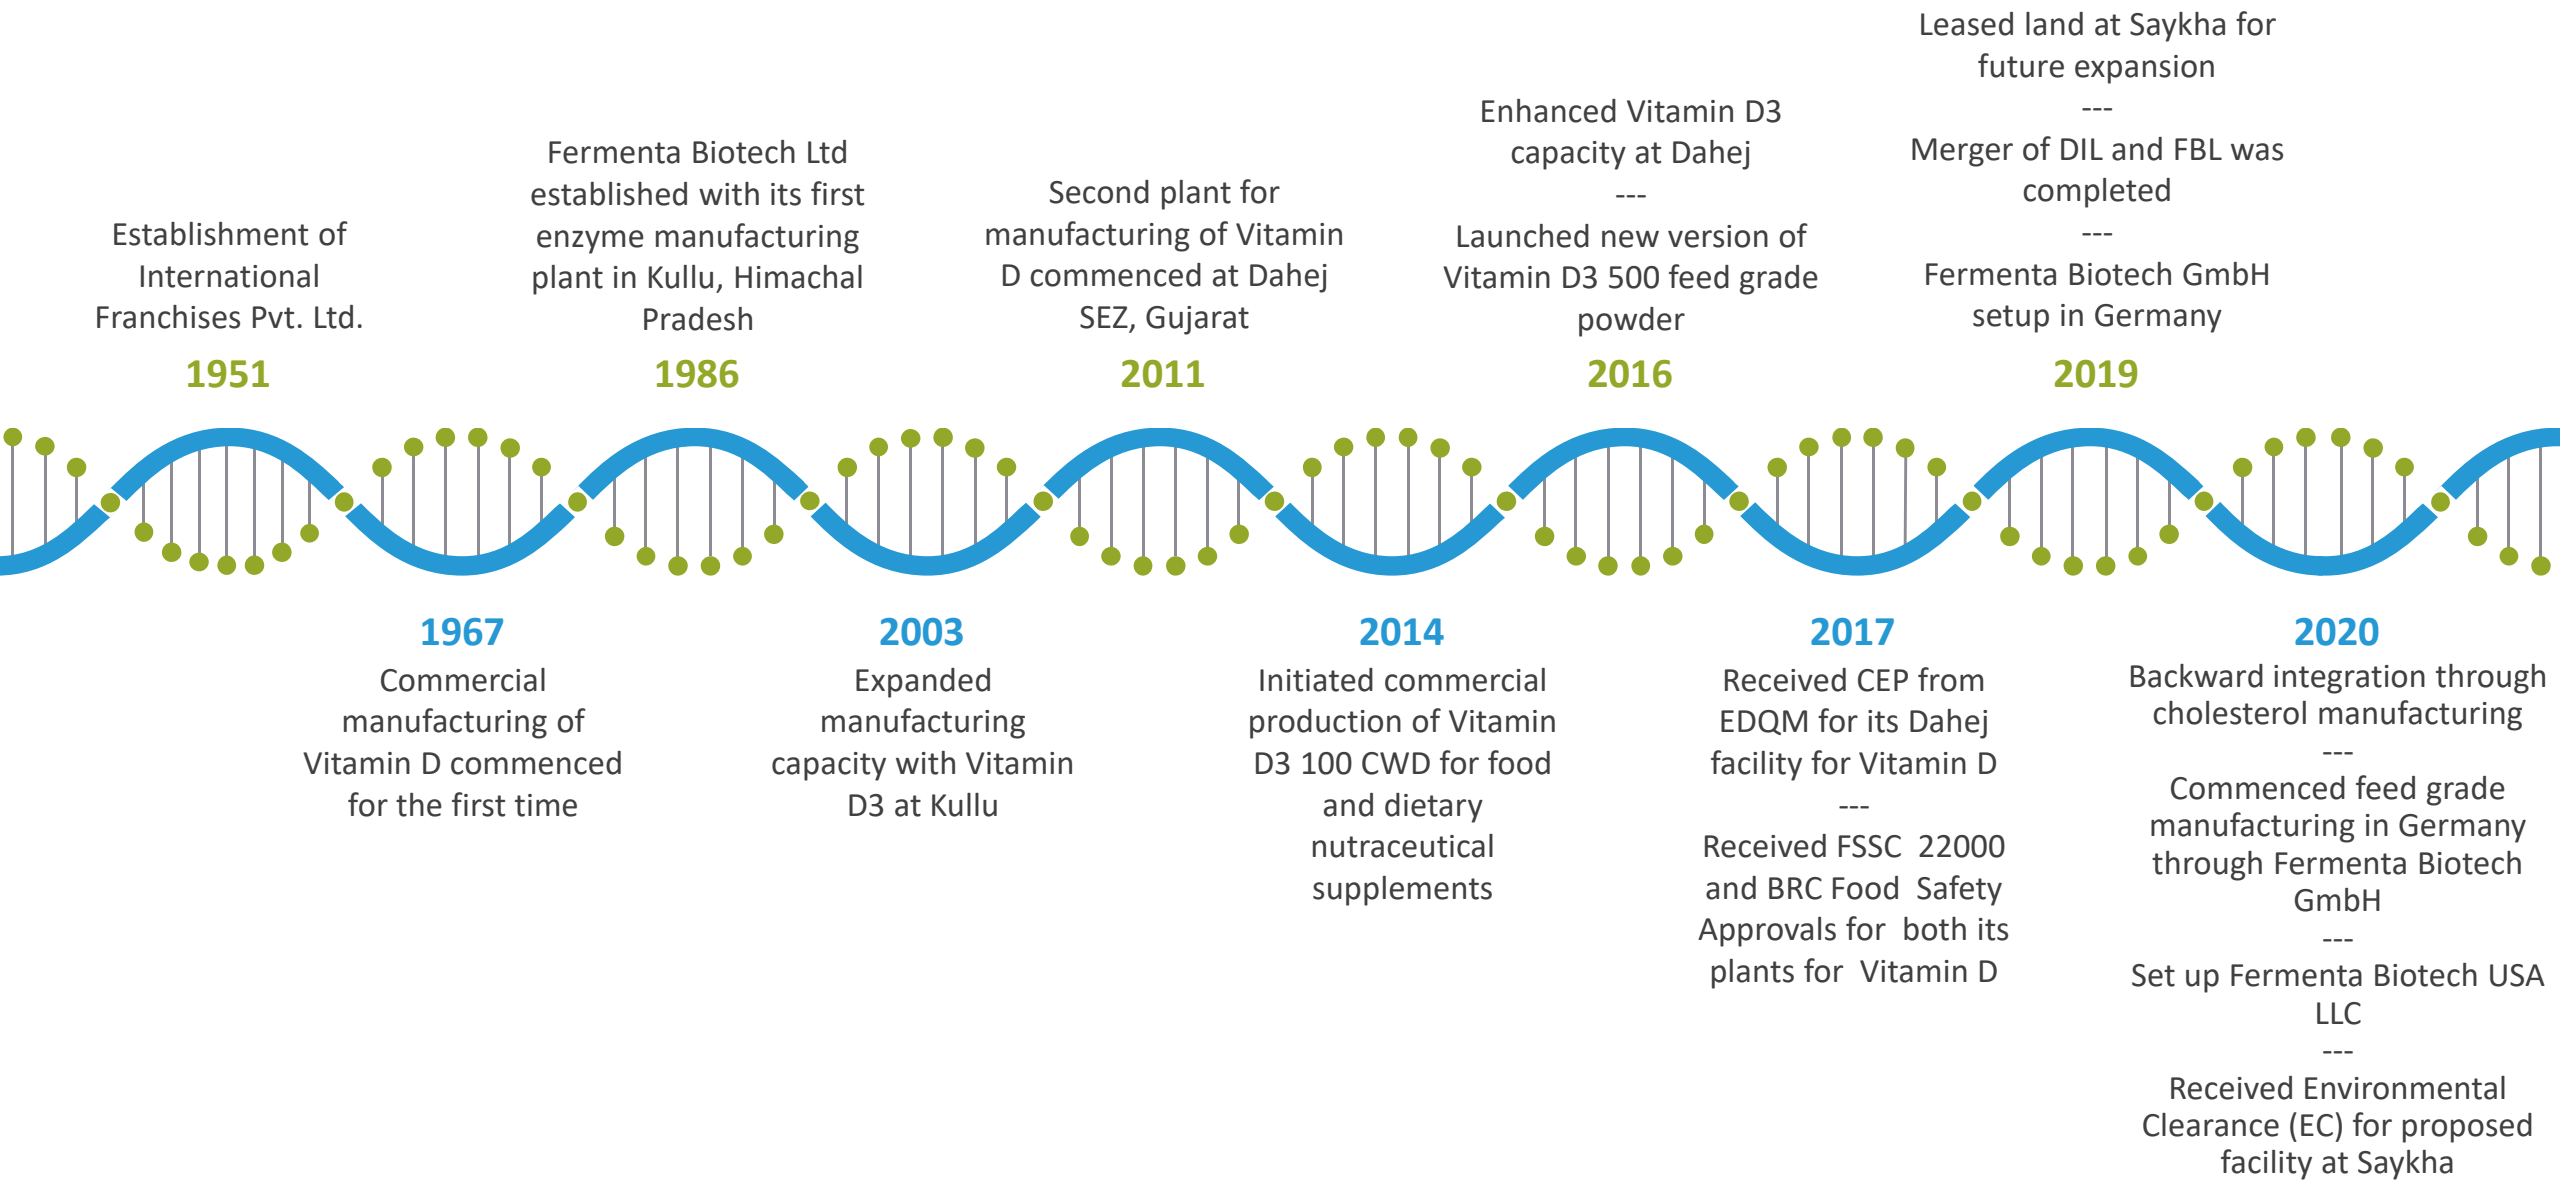 Establishment of
International
Franchises Pvt. Ltd.
1951
1967
Commercial
manufacturing of
Vitamin D commenced
for the first time
Fermenta Biotech Ltd
established with its first
enzyme manufacturing
plant in Kullu, Himachal
Pradesh
1986
2003
Expanded
manufacturing
capacity with Vitamin
D3 at Kullu
Second plant for
manufacturing of Vitamin
D commenced at Dahej
SEZ, Gujarat
2011
2014
Initiated commercial
production of Vitamin
D3 100 CWD for food
and dietary
nutraceutical
supplements
Enhanced Vitamin D3
capacity at Dahej
---
Launched new version of
Vitamin D3 500 feed grade
powder
2016
2017
Received CEP from
EDQM for its Dahej
facility for Vitamin D
---
Received FSSC 22000
and BRC Food Safety
Approvals for both its
plants for Vitamin D
Leased land at Saykha for
future expansion
---
Merger of DIL and FBL was
completed
---
Fermenta Biotech GmbH
setup in Germany
2019
2020
Backward integration through
cholesterol manufacturing
---
Commenced feed grade
manufacturing in Germany
through Fermenta Biotech
GmbH
---
Set up Fermenta Biotech USA
LLC
---
Received Environmental
Clearance (EC) for proposed
facility at Saykha